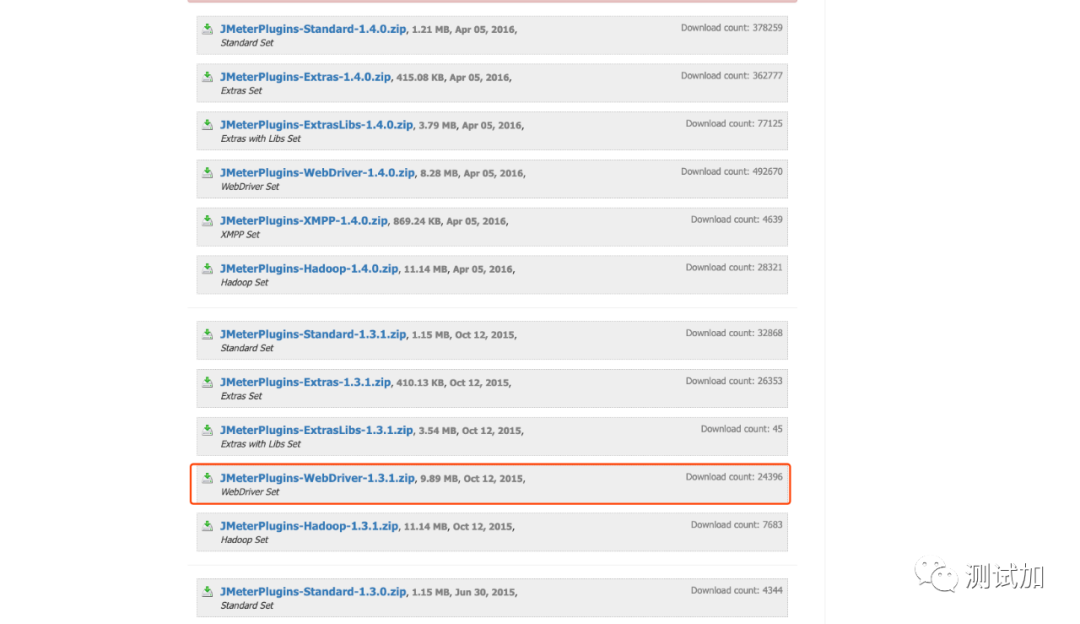 JMeterPlugins-Standard-1.4.0.zip, 1.21 MB, Apr 05, 2016, Download count: 378259
Standard Set
JMeterPlugins-Extras-1.4.0.zip, 415.08 KB, Apr 05, 2016, Download count: 362777
Extras Set
JMeterPlugins-ExtrasLibs-1.4.0.zip, 3.79 MB, Apr 05, 2016, Download count: 77125
Extras with Libs Set
JMeterPlugins-WebDriver-1.4.0.zip, 8.28 MB, Apr 05, 2016, Download count: 492670
WebDriver Set
JMeterPlugins-XMPP-1.4.0.zip, 869.24 KB, Apr 05, 2016, Download count: 4639
XMPP Set
JMeterPlugins-Hadoop-1.4.0.zip, 11.14 MB, Apr 05, 2016, Download count: 28321
Hadoop Set
JMeterPlugins-Standard-1.3.1.zip, 1.15 MB, Oct 12, 2015, Download count: 32868
Standard Set
JMeterPlugins-Extras-1.3.1.zip, 410.13 KB, Oct 12, 2015, Download count: 26353
Extras Set
JMeterPlugins-ExtrasLibs-1.3.1.zip, 3.54 MB, Oct 12, 2015, Download count: 45
Extras with Libs Set
JMeterPlugins-WebDriver-1.3.1.zip, 9.89 MB, Oct 12, 2015, Download count: 24396
WebDriver Set
JMeterPlugins-Hadoop-1.3.1.zip, 11.14 MB, Oct 12, 2015, Download count: 7683
Hadoop Set
测试加
JMeterPlugins-Standard-1.3.0.zip, 1.15 MB, Jun 30, 2015, Download count: 4344
Standard Set